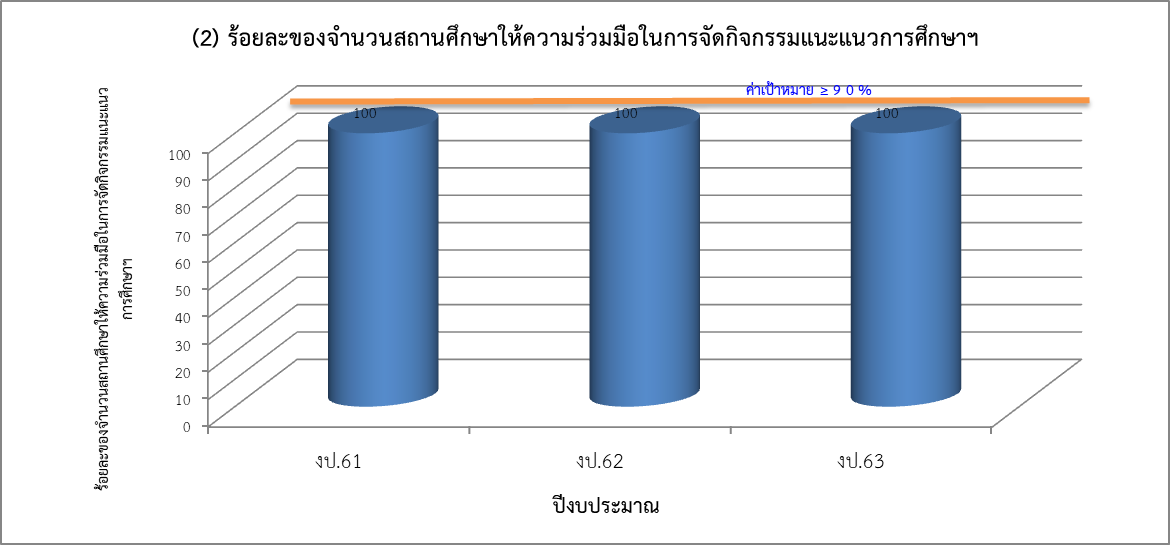 (2) ร้อยละของจำนวนสถานศึกษาให้ความร่วมมือในการจัดกิจกรรมแนะแนวการศึกษาฯ
ค่าเป้าหมาย ≥ 9 0 %
100 100 100
ร้อยละของจำนวนสถานศึกษาให้ความร่วมมือในการจัดกิจกรรมแนะแนว
การศึกษาฯ
100
90
80
70
60
50
40
30
20
10
0
งป.61 งป.62 งป.63
ปีงบประมาณ